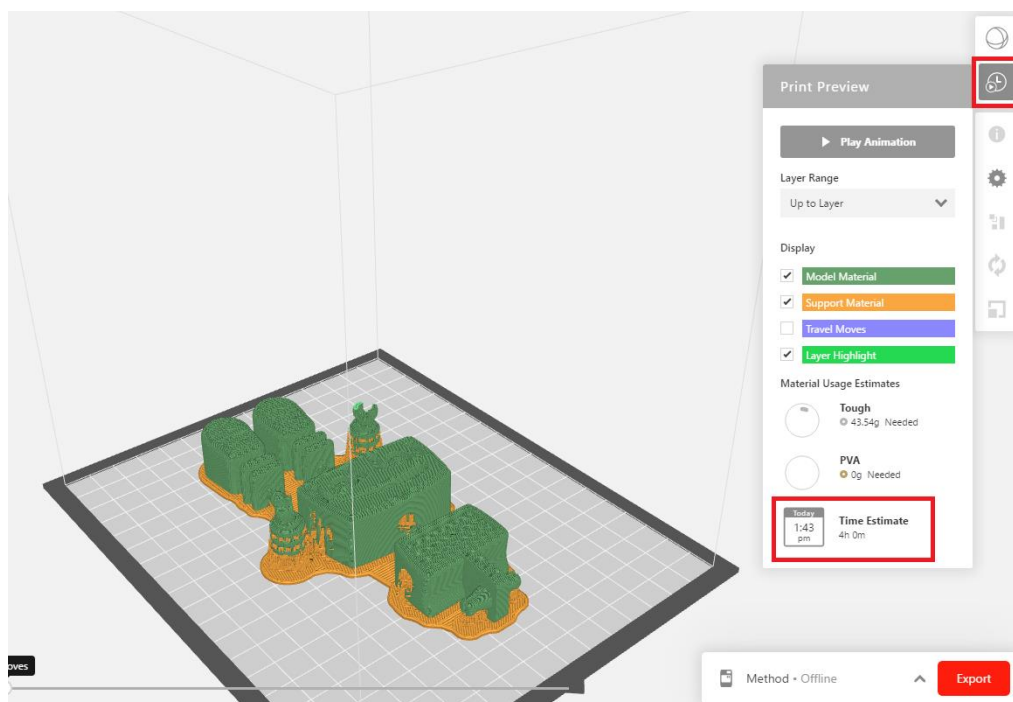 Print Preview
Play Animation
Layer Range
Up to Layer
Display
Model Material
Support Material
Travel Moves
Layer Highlight
Material Usage Estimates
Tough
43.54g Needed
PVA
0g Needed
Today
1:43
pm
Time Estimate
4h 0m
oves
Method • Offline
Export